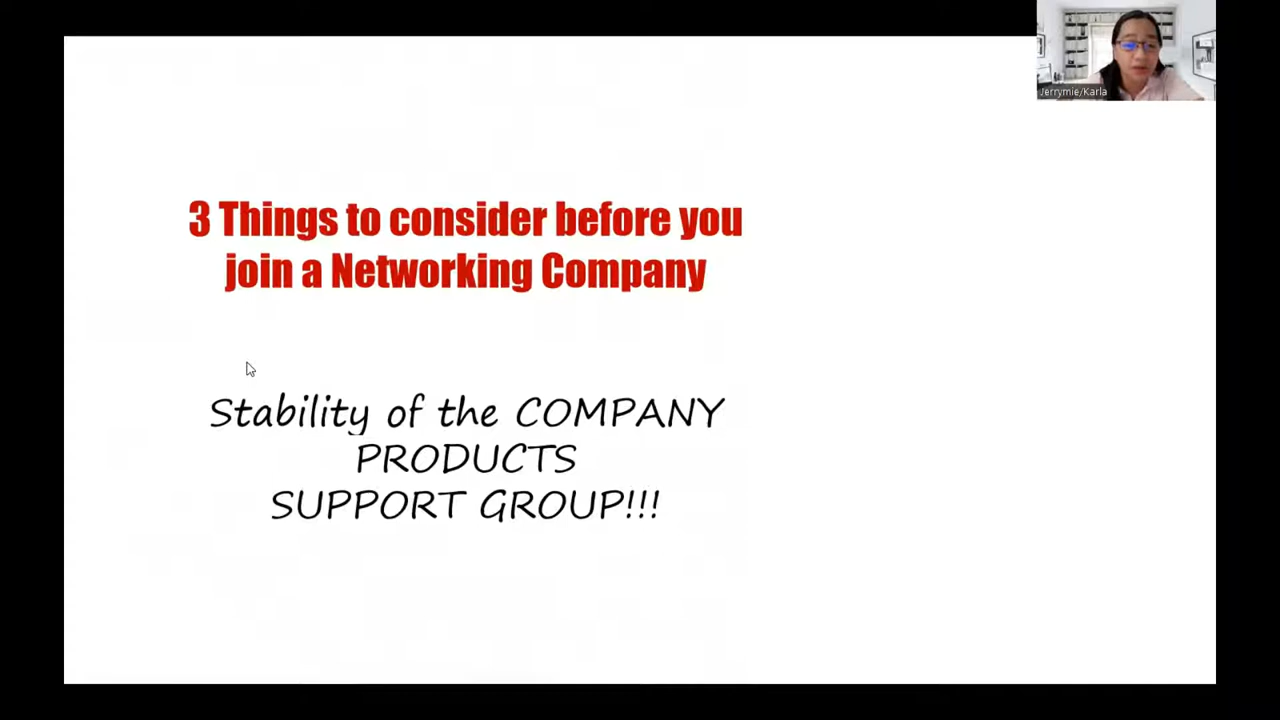 Jerrymie/Karla
3 Things to consider before you
join a Networking Company
Stability of the COMPANY
PRODUCTS
SUPPORT GROUP!!!